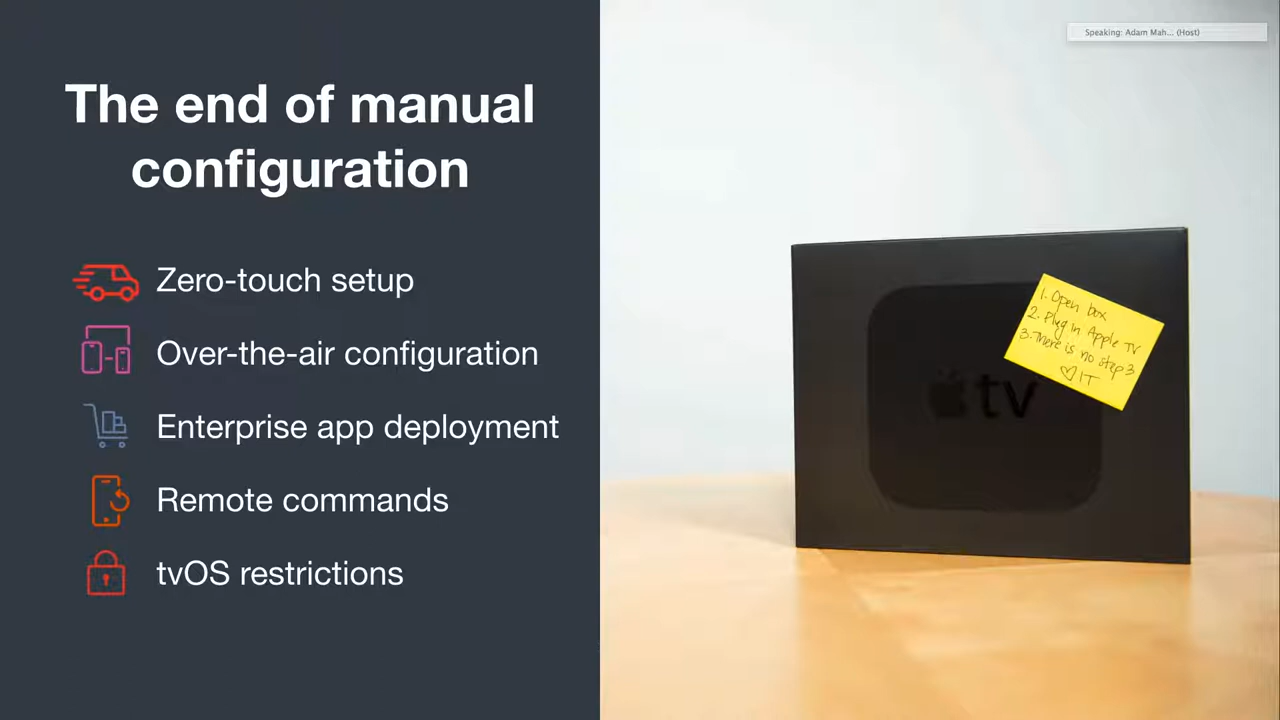 Speaking: Adam Mah... (Host)
The end of manual
configuration
Zero-touch setup
Over-the-air configuration
Enterprise app deployment
Remote commands
tvOS restrictions
1. Open box
2. Plug in Apple TV
3. There is no step 3
♡ IT
tv